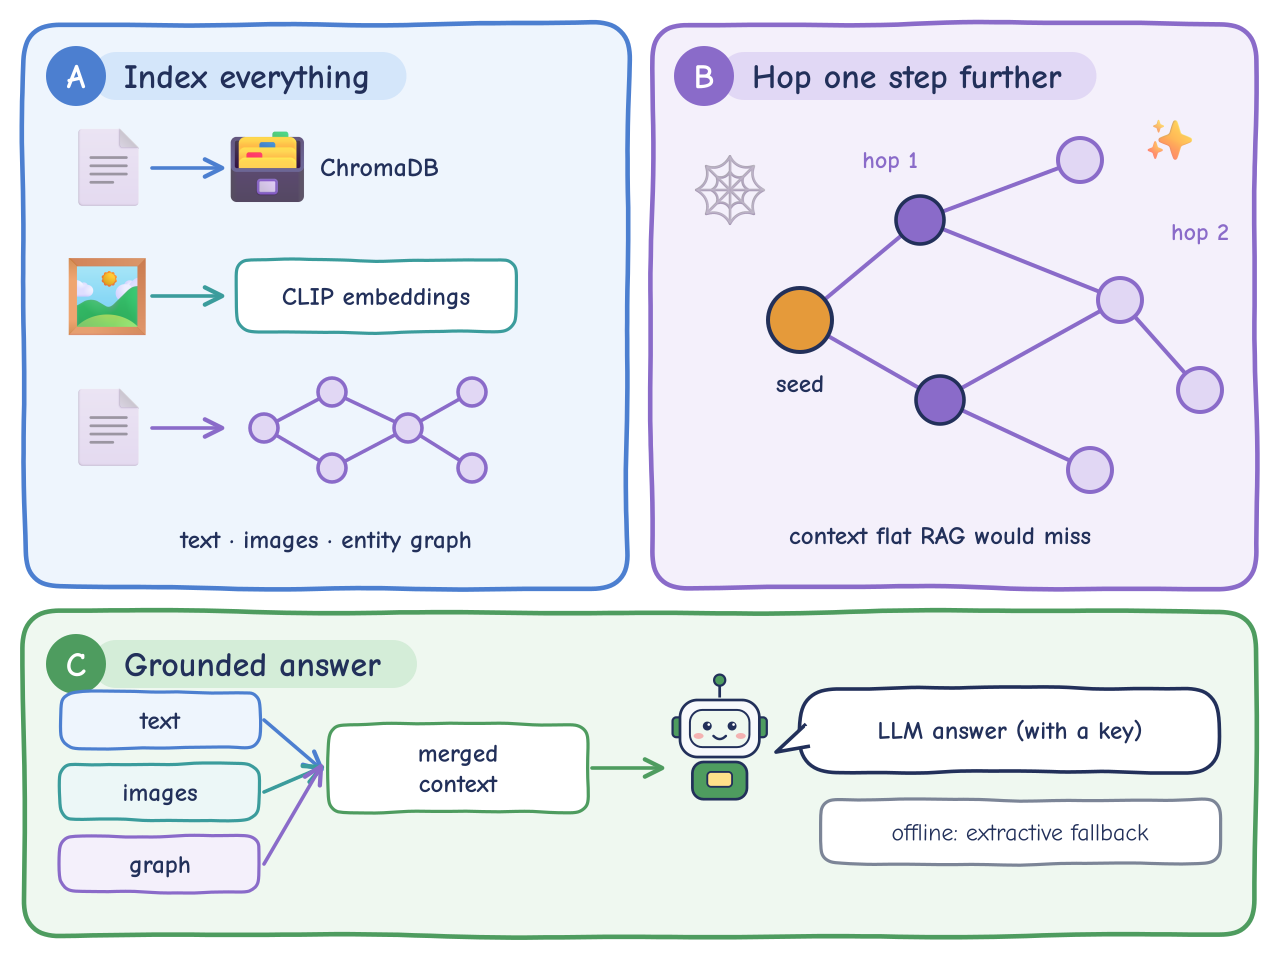 A
Index everything
ChromaDB
CLIP embeddings
text · images · entity graph
B
Hop one step further
hop 1
hop 2
seed
context flat RAG would miss
C
Grounded answer
text
images
graph
merged
context
LLM answer (with a key)
offline: extractive fallback